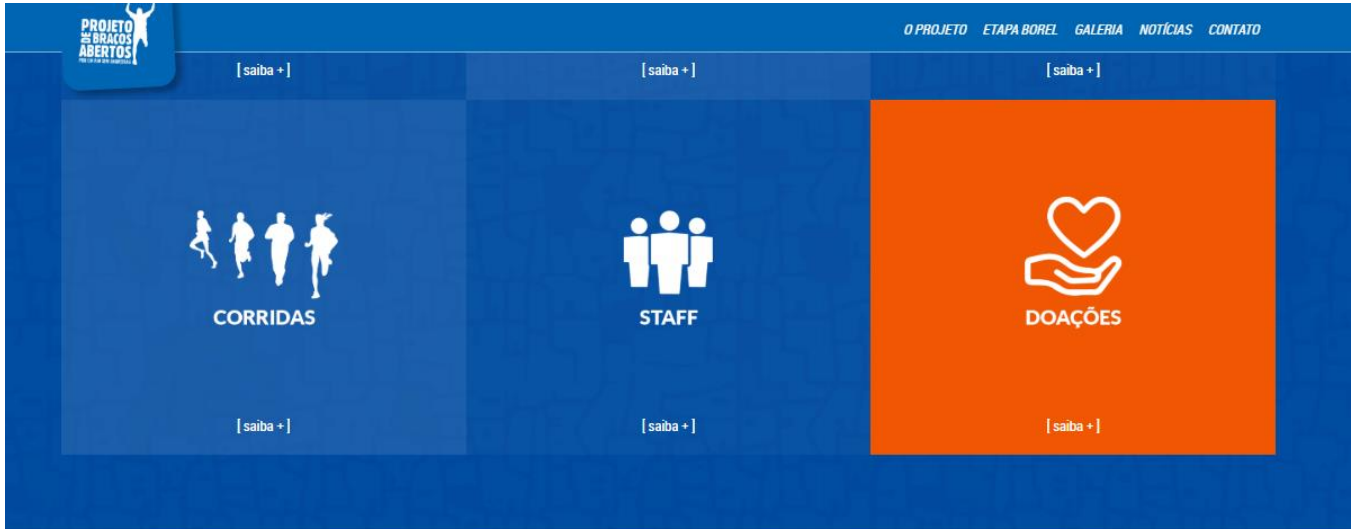 PROJETO
DE BRAÇOS
ABERTOS
O PROJETO ETAPA BOREL GALERIA NOTÍCIAS CONTATO
[ saiba + ] [ saiba + ] [ saiba + ]
CORRIDAS STAFF DOAÇÕES
[ saiba + ] [ saiba + ] [ saiba + ]